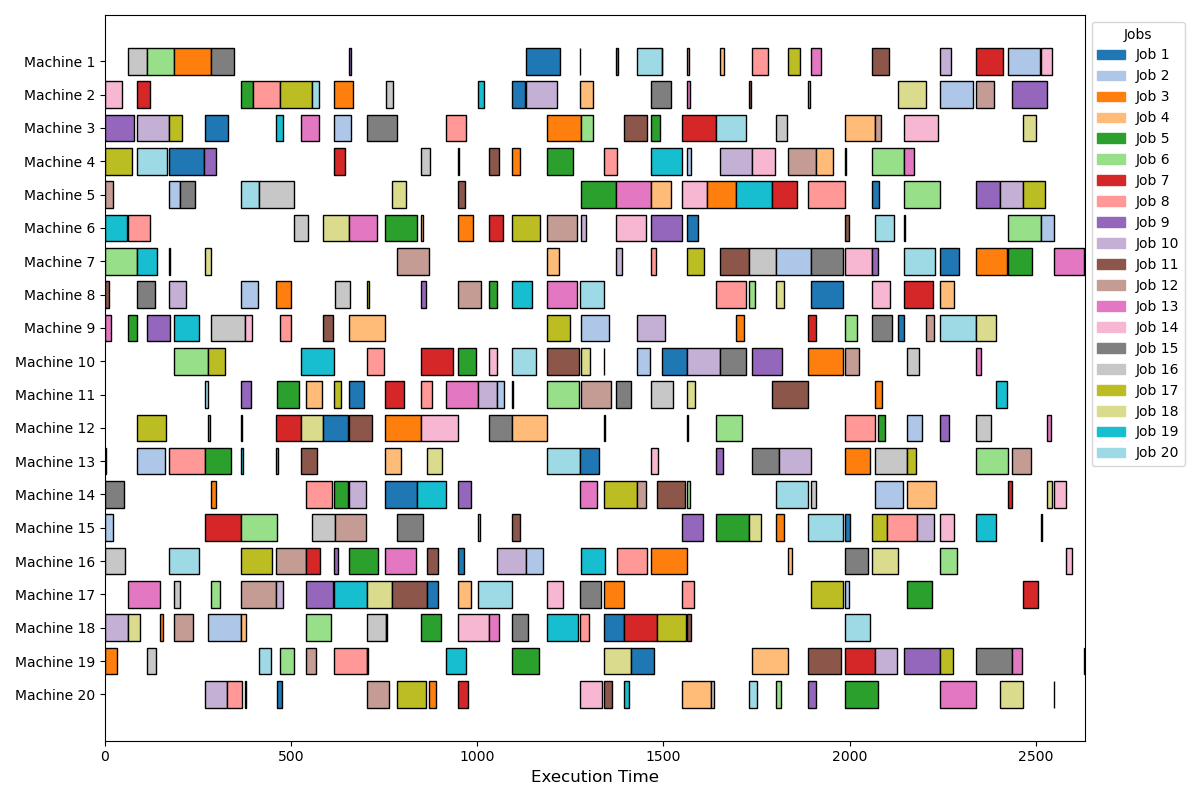 Machine 1
Machine 2
Machine 3
Machine 4
Machine 5
Machine 6
Machine 7
Machine 8
Machine 9
Machine 10
Machine 11
Machine 12
Machine 13
Machine 14
Machine 15
Machine 16
Machine 17
Machine 18
Machine 19
Machine 20
0 500 1000 1500 2000 2500
Execution Time
Jobs
Job 1
Job 2
Job 3
Job 4
Job 5
Job 6
Job 7
Job 8
Job 9
Job 10
Job 11
Job 12
Job 13
Job 14
Job 15
Job 16
Job 17
Job 18
Job 19
Job 20